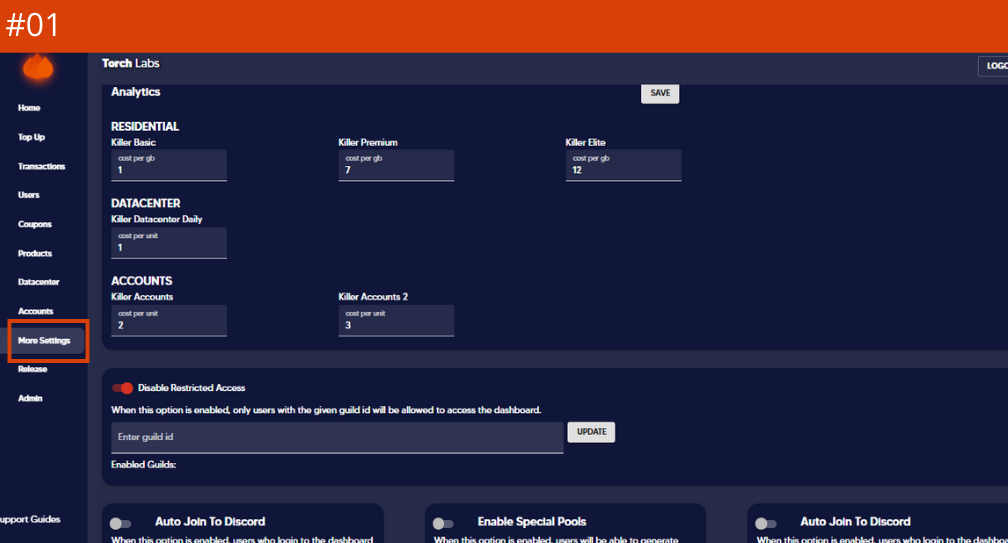 #01
Torch Labs
LOGO
Home
Top Up
Transactions
Users
Coupons
Products
Datacenter
Accounts
More Settings
Release
Admin
upport Guides
Analytics
SAVE
RESIDENTIAL
Killer Basic Killer Premium Killer Elite
cost per gb cost per gb cost per gb
1 7 12
DATACENTER
Killer Datacenter Daily
cost per unit
1
ACCOUNTS
Killer Accounts Killer Accounts 2
cost per unit cost per unit
2 3
Disable Restricted Access
When this option is enabled, only users with the given guild id will be allowed to access the dashboard.
Enter guild id
UPDATE
Enabled Guilds:
Auto Join To Discord Enable Special Pools Auto Join To Discord
When this option is enabled, users who login to the dashboard When this option is enabled, users will be able to generate When this option is enabled, users who login to the dashboa